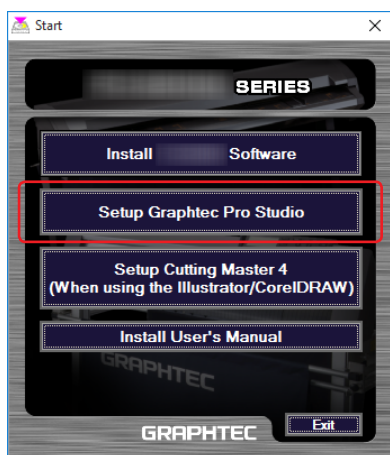 Start
SERIES
Install Software
Setup Graphtec Pro Studio
Setup Cutting Master 4
(When using the Illustrator/CorelDRAW)
Install User's Manual
GRAPHTEC
Exit
GRAPHTEC